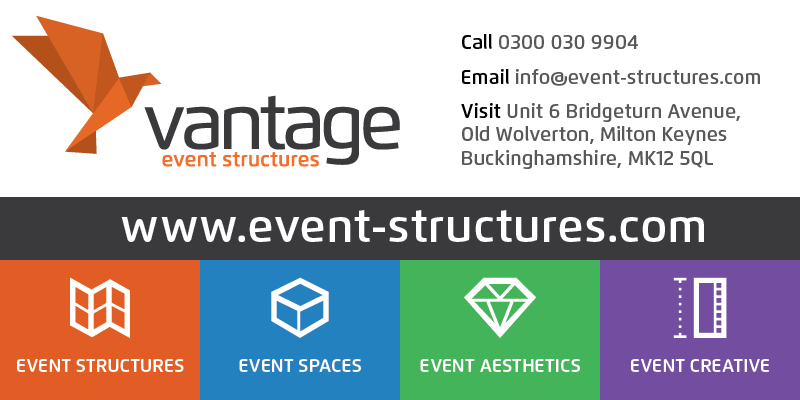 vantage
event structures
Call 0300 030 9904
Email info@event-structures.com
Visit Unit 6 Bridgeturn Avenue,
Old Wolverton, Milton Keynes
Buckinghamshire, MK12 5QL
www.event-structures.com
EVENT STRUCTURES
EVENT SPACES
EVENT AESTHETICS
EVENT CREATIVE